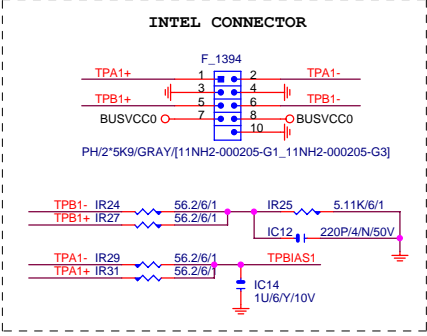 INTEL CONNECTOR
F_1394
TPA1+ 1 2 TPA1-
3 4
TPB1+ 5 6 TPB1-
BUSVCC0 7 8 BUSVCC0
10
PH/2*5K9/GRAY/[11NH2-000205-G1_11NH2-000205-G3]
TPB1- IR24 56.2/6/1 IR25 5.11K/6/1
TPB1+ IR27 56.2/6/1
IC12 220P/4/N/50V
TPA1- IR29 56.2/6/1 TPBIAS1
TPA1+ IR31 56.2/6/1
IC14
1U/6/Y/10V